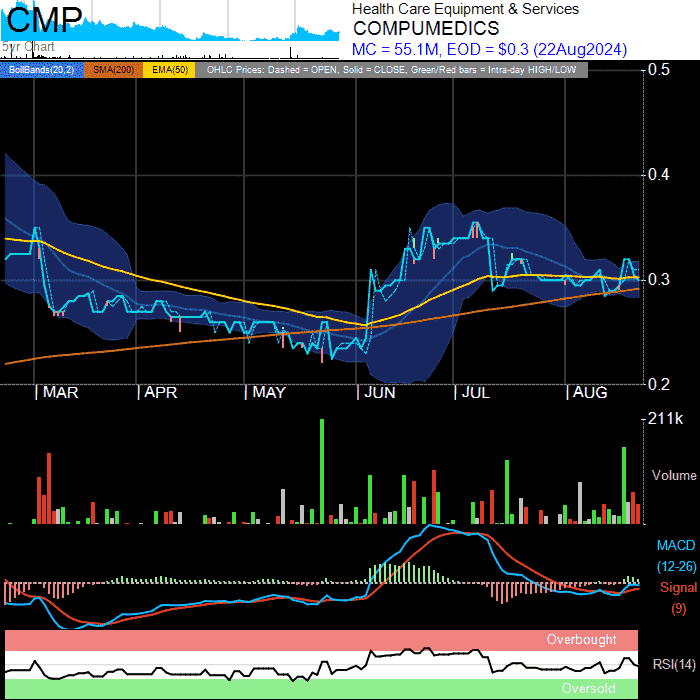 CMP
5yr Chart
Health Care Equipment & Services
COMPUMEDICS
MC = 55.1M, EOD = $0.3 (22Aug2024)
BollBands(20,2) SMA(200) EMA(50) OHLC Prices: Dashed = OPEN, Solid = CLOSE, Green/Red bars = Intra-day HIGH/LOW
0.5
0.4
0.3
0.2
MAR APR MAY JUN JUL AUG
211k
Volume
MACD
(12-26)
Signal
(9)
Overbought
RSI(14)
Oversold